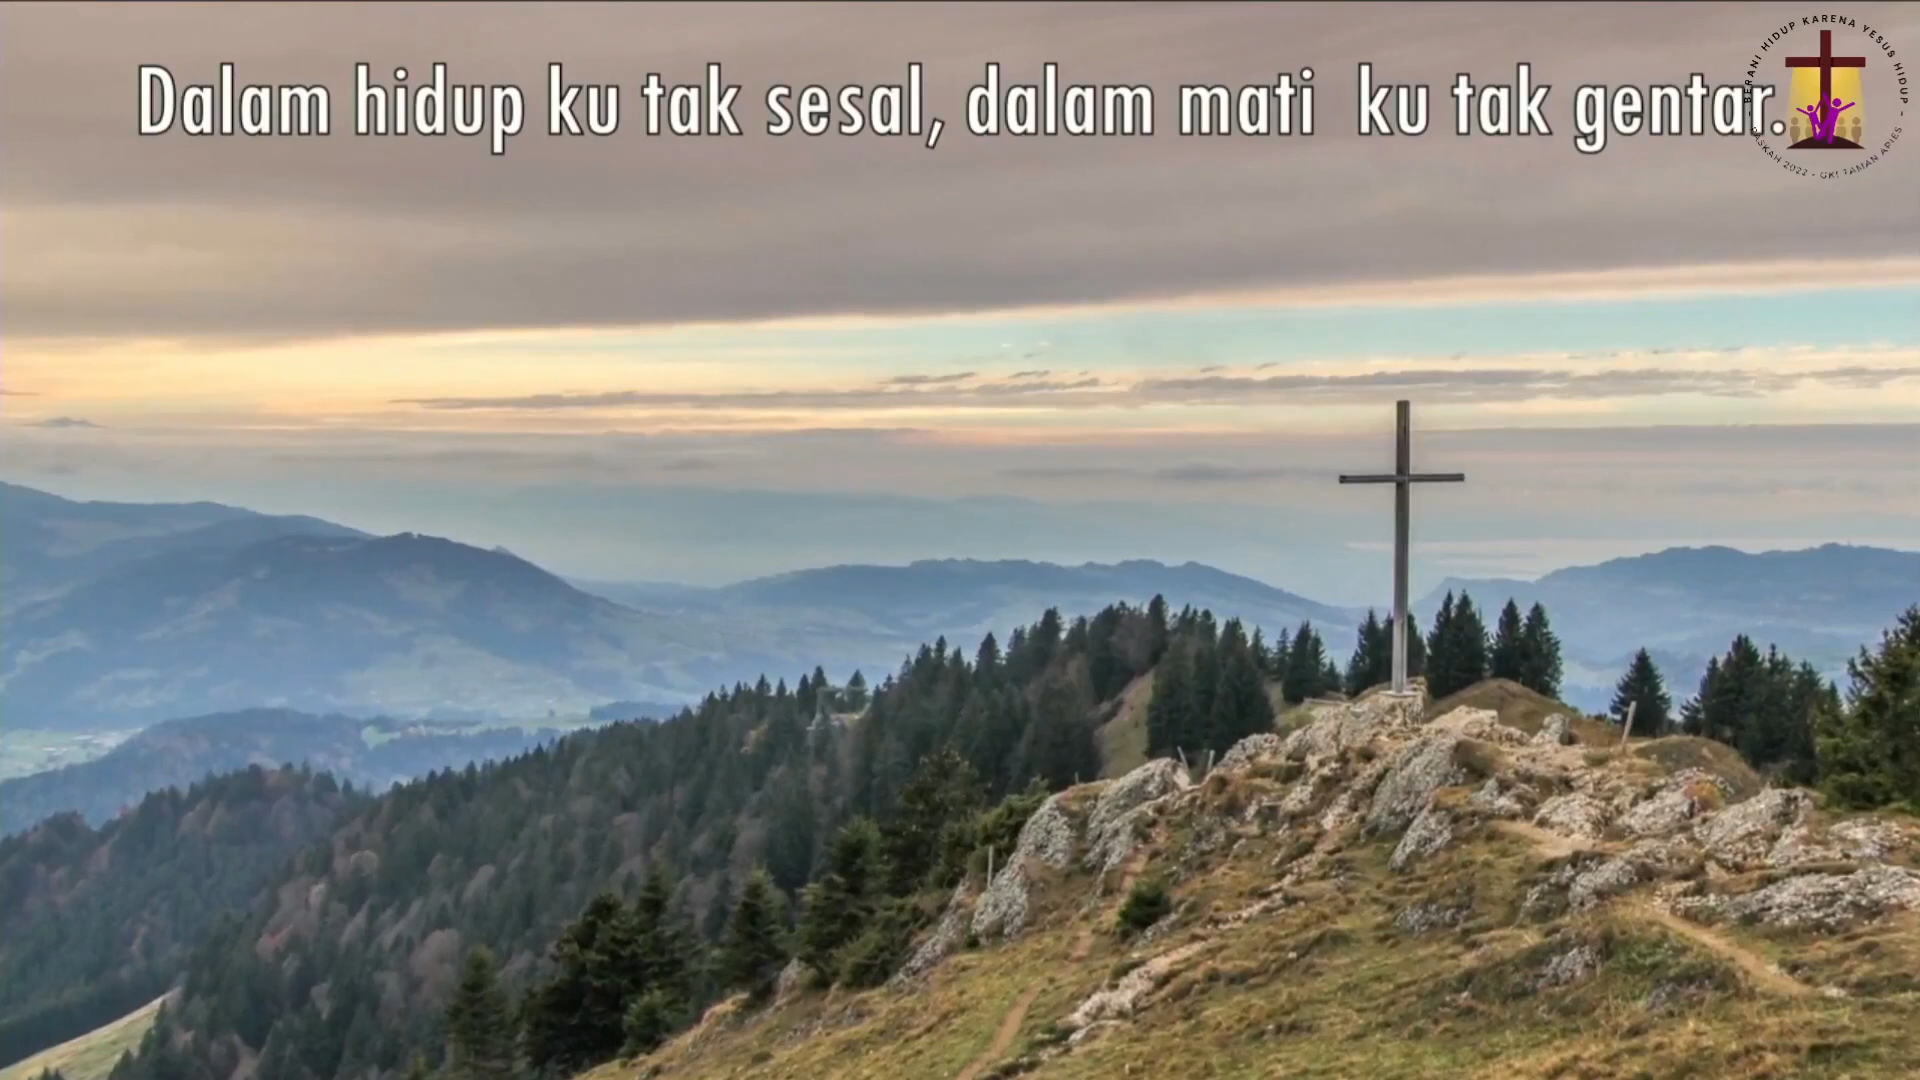 Dalam hidup ku tak sesal, dalam mati ku tak gentar.
BERANI HIDUP KARENA YESUS HIDUP
- PASKAH 2022 - GKI TAMAN APIES -